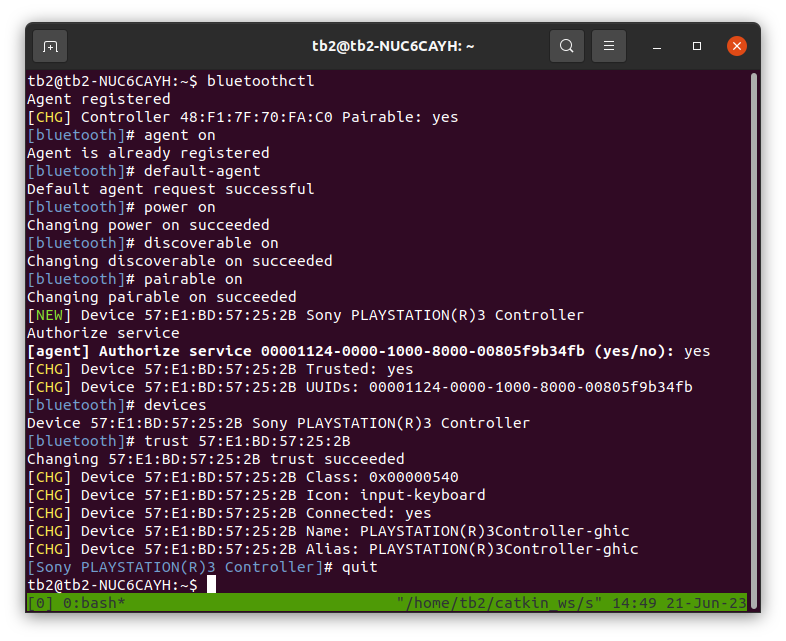 tb2@tb2-NUC6CAYH: ~
tb2@tb2-NUC6CAYH:~$ bluetoothctl
Agent registered
[CHG] Controller 48:F1:7F:70:FA:C0 Pairable: yes
[bluetooth]# agent on
Agent is already registered
[bluetooth]# default-agent
Default agent request successful
[bluetooth]# power on
Changing power on succeeded
[bluetooth]# discoverable on
Changing discoverable on succeeded
[bluetooth]# pairable on
Changing pairable on succeeded
[NEW] Device 57:E1:BD:57:25:2B Sony PLAYSTATION(R)3 Controller
Authorize service
[agent] Authorize service 00001124-0000-1000-8000-00805f9b34fb (yes/no): yes
[CHG] Device 57:E1:BD:57:25:2B Trusted: yes
[CHG] Device 57:E1:BD:57:25:2B UUIDs: 00001124-0000-1000-8000-00805f9b34fb
[bluetooth]# devices
Device 57:E1:BD:57:25:2B Sony PLAYSTATION(R)3 Controller
[bluetooth]# trust 57:E1:BD:57:25:2B
Changing 57:E1:BD:57:25:2B trust succeeded
[CHG] Device 57:E1:BD:57:25:2B Class: 0x00000540
[CHG] Device 57:E1:BD:57:25:2B Icon: input-keyboard
[CHG] Device 57:E1:BD:57:25:2B Connected: yes
[CHG] Device 57:E1:BD:57:25:2B Name: PLAYSTATION(R)3Controller-ghic
[CHG] Device 57:E1:BD:57:25:2B Alias: PLAYSTATION(R)3Controller-ghic
[Sony PLAYSTATION(R)3 Controller]# quit
tb2@tb2-NUC6CAYH:~$
[0] 0:bash* "/home/tb2/catkin_ws/s" 14:49 21-Jun-23